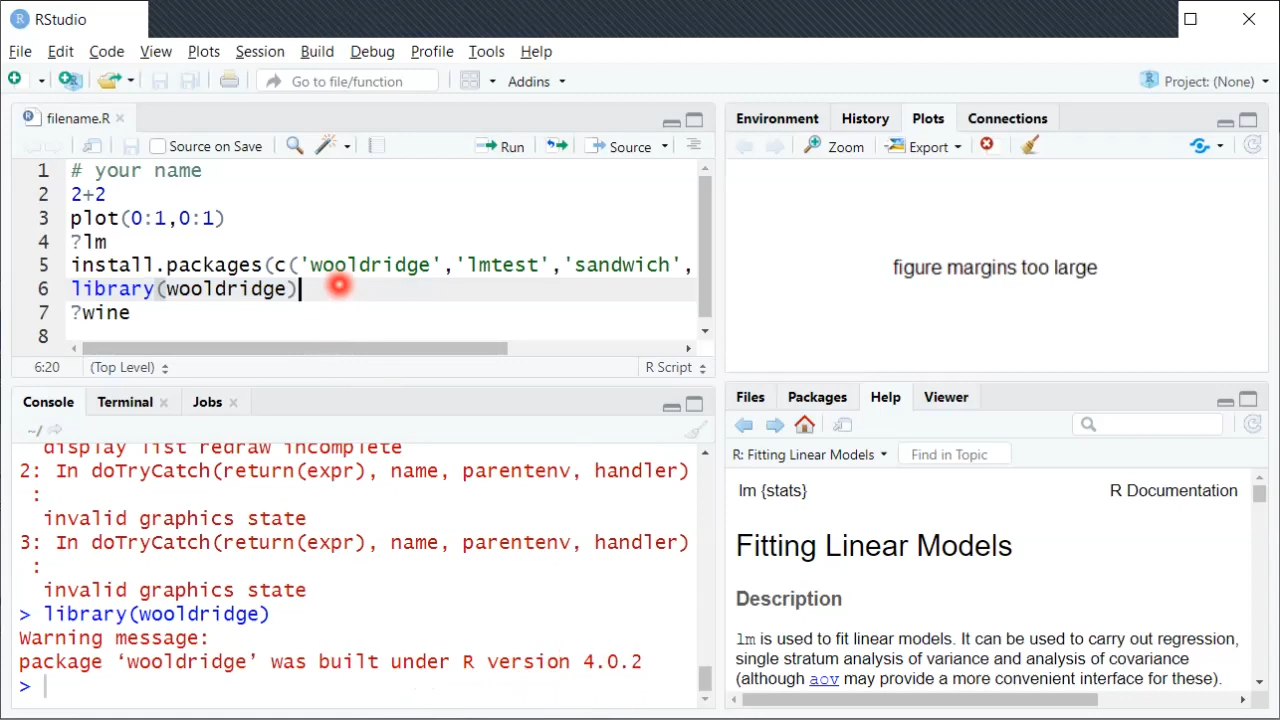 RStudio
File Edit Code View Plots Session Build Debug Profile Tools Help
Go to file/function Addins Project: (None)
filename.R
Source on Save Run Source
1 # your name
2 2+2
3 plot(0:1,0:1)
4 ?lm
5 install.packages(c('wooldridge','lmtest','sandwich',
6 library(wooldridge)
7 ?wine
8
6:20 (Top Level) R Script
Console Terminal Jobs
~/
display list redraw incomplete
2: In doTryCatch(return(expr), name, parentenv, handler)
:
invalid graphics state
3: In doTryCatch(return(expr), name, parentenv, handler)
:
invalid graphics state
> library(wooldridge)
Warning message:
package ‘wooldridge’ was built under R version 4.0.2
>
Environment History Plots Connections
Zoom Export
figure margins too large
Files Packages Help Viewer
R: Fitting Linear Models Find in Topic
lm {stats} R Documentation
Fitting Linear Models
Description
lm is used to fit linear models. It can be used to carry out regression,
single stratum analysis of variance and analysis of covariance
(although aov may provide a more convenient interface for these).